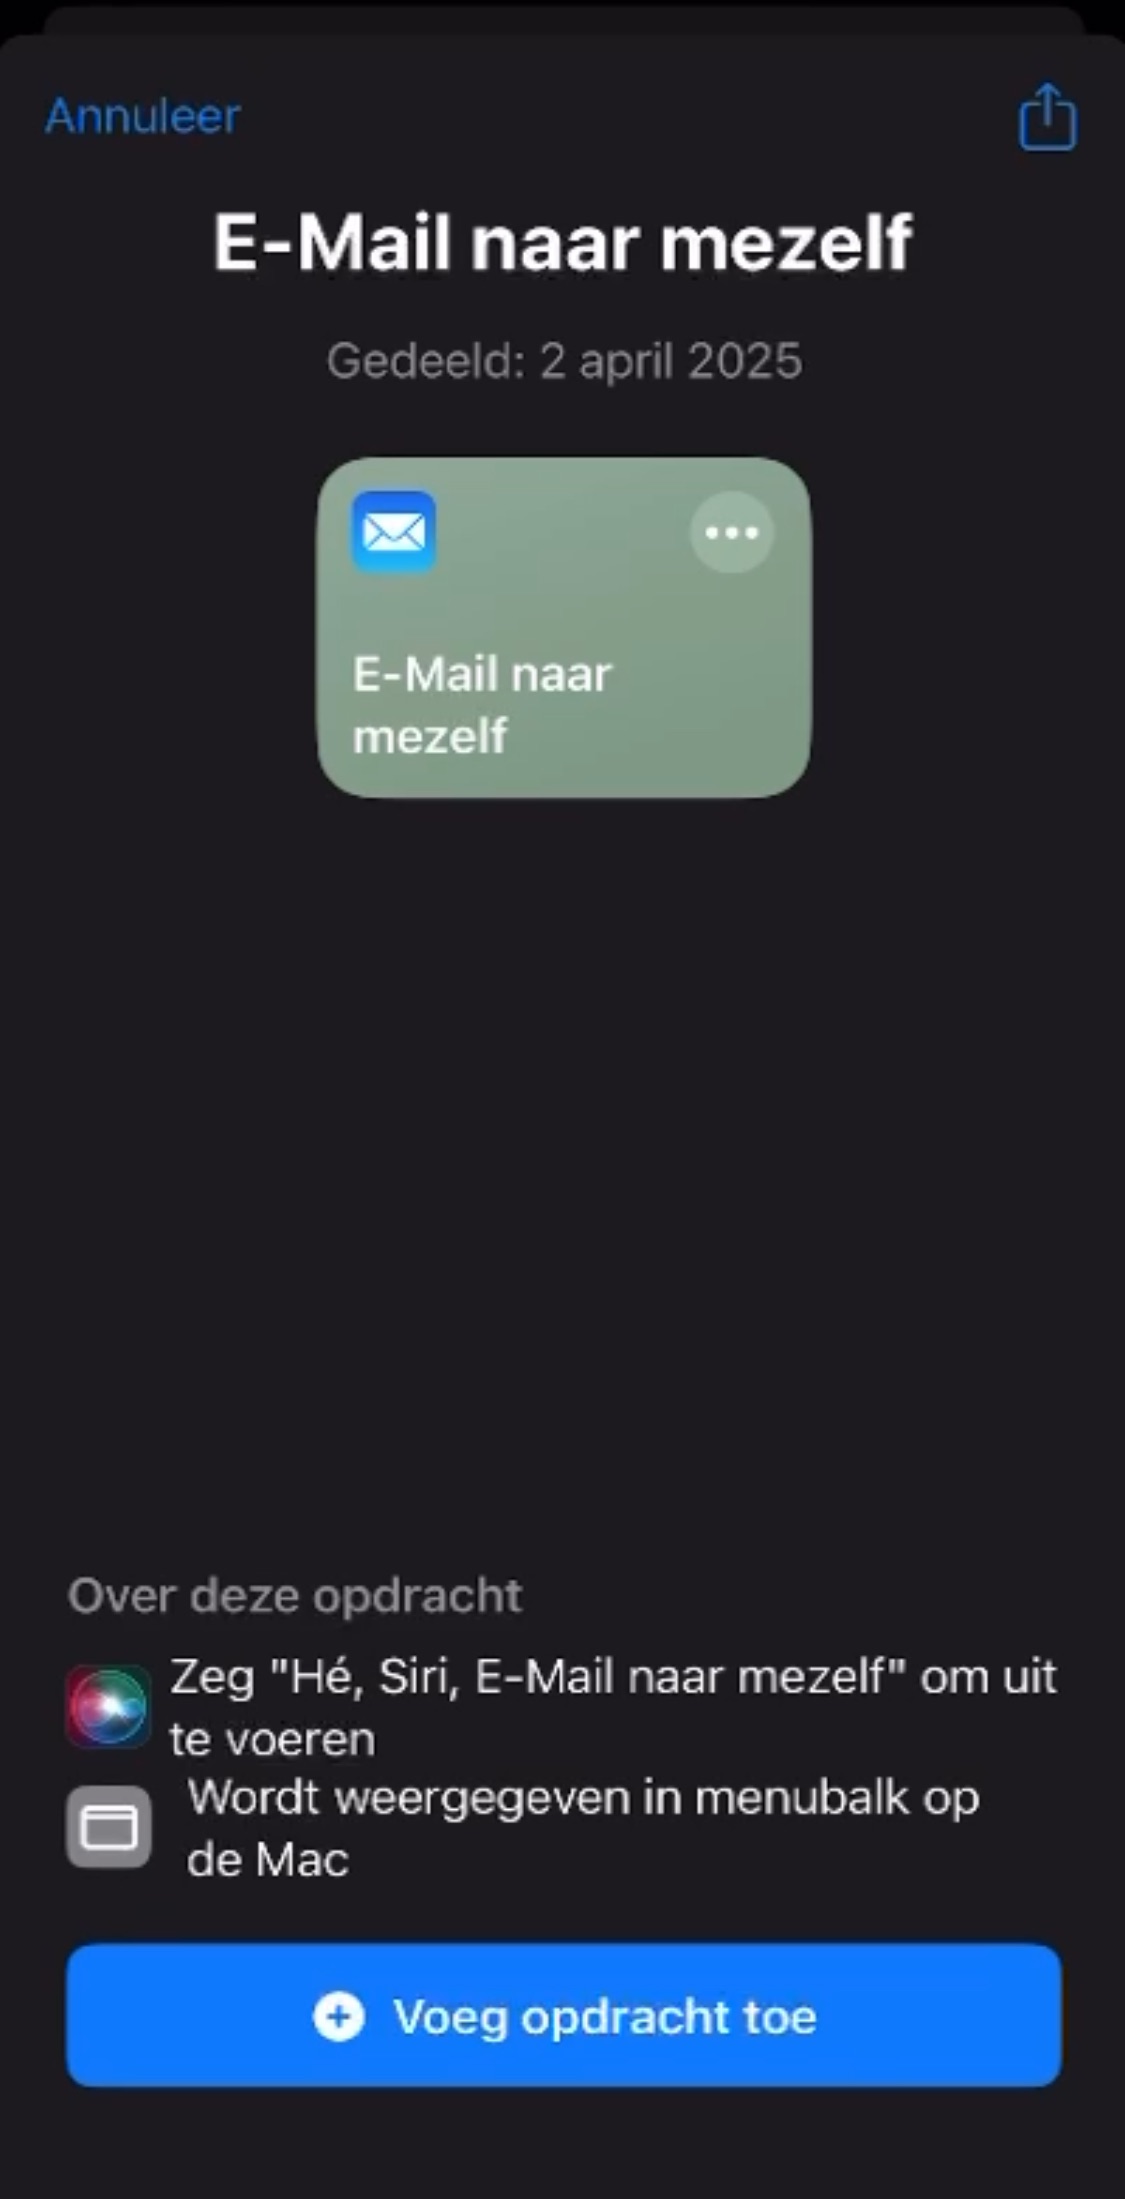 Annuleer
E-Mail naar mezelf
Gedeeld: 2 april 2025
E-Mail naar
mezelf
Over deze opdracht
Zeg "Hé, Siri, E-Mail naar mezelf" om uit
te voeren
Wordt weergegeven in menubalk op
de Mac
Voeg opdracht toe